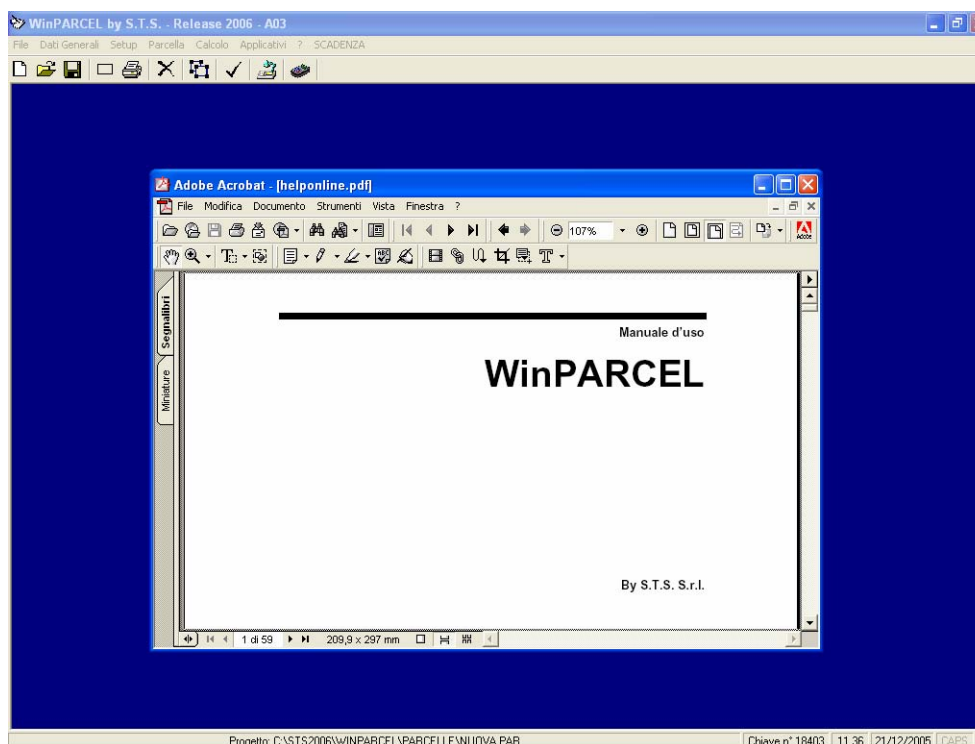 WinPARCEL by S.T.S. - Release 2006 - A03
File Dati Generali Setup Parcella Calcolo Applicativi ? SCADENZA
Adobe Acrobat - [helponline.pdf]
File Modifica Documento Strumenti Vista Finestra ?
107%
Adobe
Segnalibri
Miniature
Manuale d'uso
WinPARCEL
By S.T.S. S.r.l.
1 di 59 209,9 x 297 mm
Progetto: C:\STS2006\WINPARCEL\PARCELLE\NUOVA.PAR Chiave n° 18403 11.36 21/12/2005 CAPS